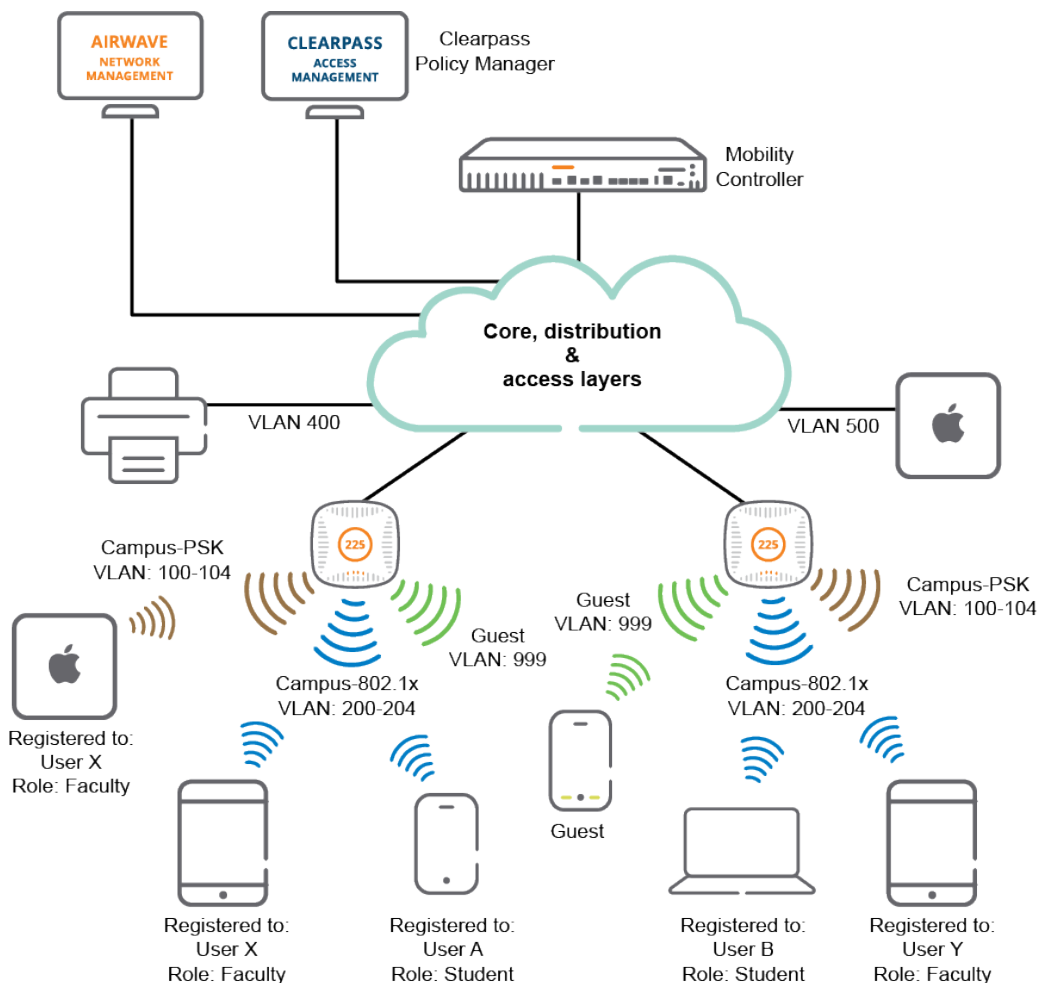 AIRWAVE
NETWORK
MANAGEMENT
CLEARPASS
ACCESS
MANAGEMENT
Clearpass
Policy Manager
Mobility
Controller
Core, distribution
&
access layers
VLAN 400
VLAN 500
225
225
Campus-PSK
VLAN: 100-104
Guest
VLAN: 999
Campus-802.1x
VLAN: 200-204
Guest
VLAN: 999
Campus-802.1x
VLAN: 200-204
Campus-PSK
VLAN: 100-104
Registered to:
User X
Role: Faculty
Guest
Registered to:
User X
Role: Faculty
Registered to:
User A
Role: Student
Registered to:
User B
Role: Student
Registered to:
User Y
Role: Faculty